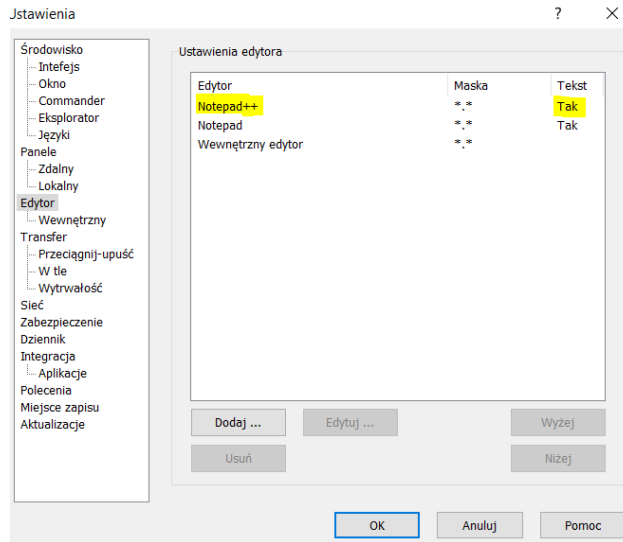 Ustawienia
?
Środowisko
Intefejs
Okno
Commander
Eksplorator
Języki
Panele
Zdalny
Lokalny
Edytor
Wewnętrzny
Transfer
Przeciągnij-upuść
W tle
Wytrwałość
Sieć
Zabezpieczenie
Dziennik
Integracja
Aplikacje
Polecenia
Miejsce zapisu
Aktualizacje
Ustawienia edytora
Edytor Maska Tekst
Notepad++ *.* Tak
Notepad *.* Tak
Wewnętrzny edytor *.*
Dodaj ... Edytuj ... Wyżej
Usuń Niżej
OK Anuluj Pomoc